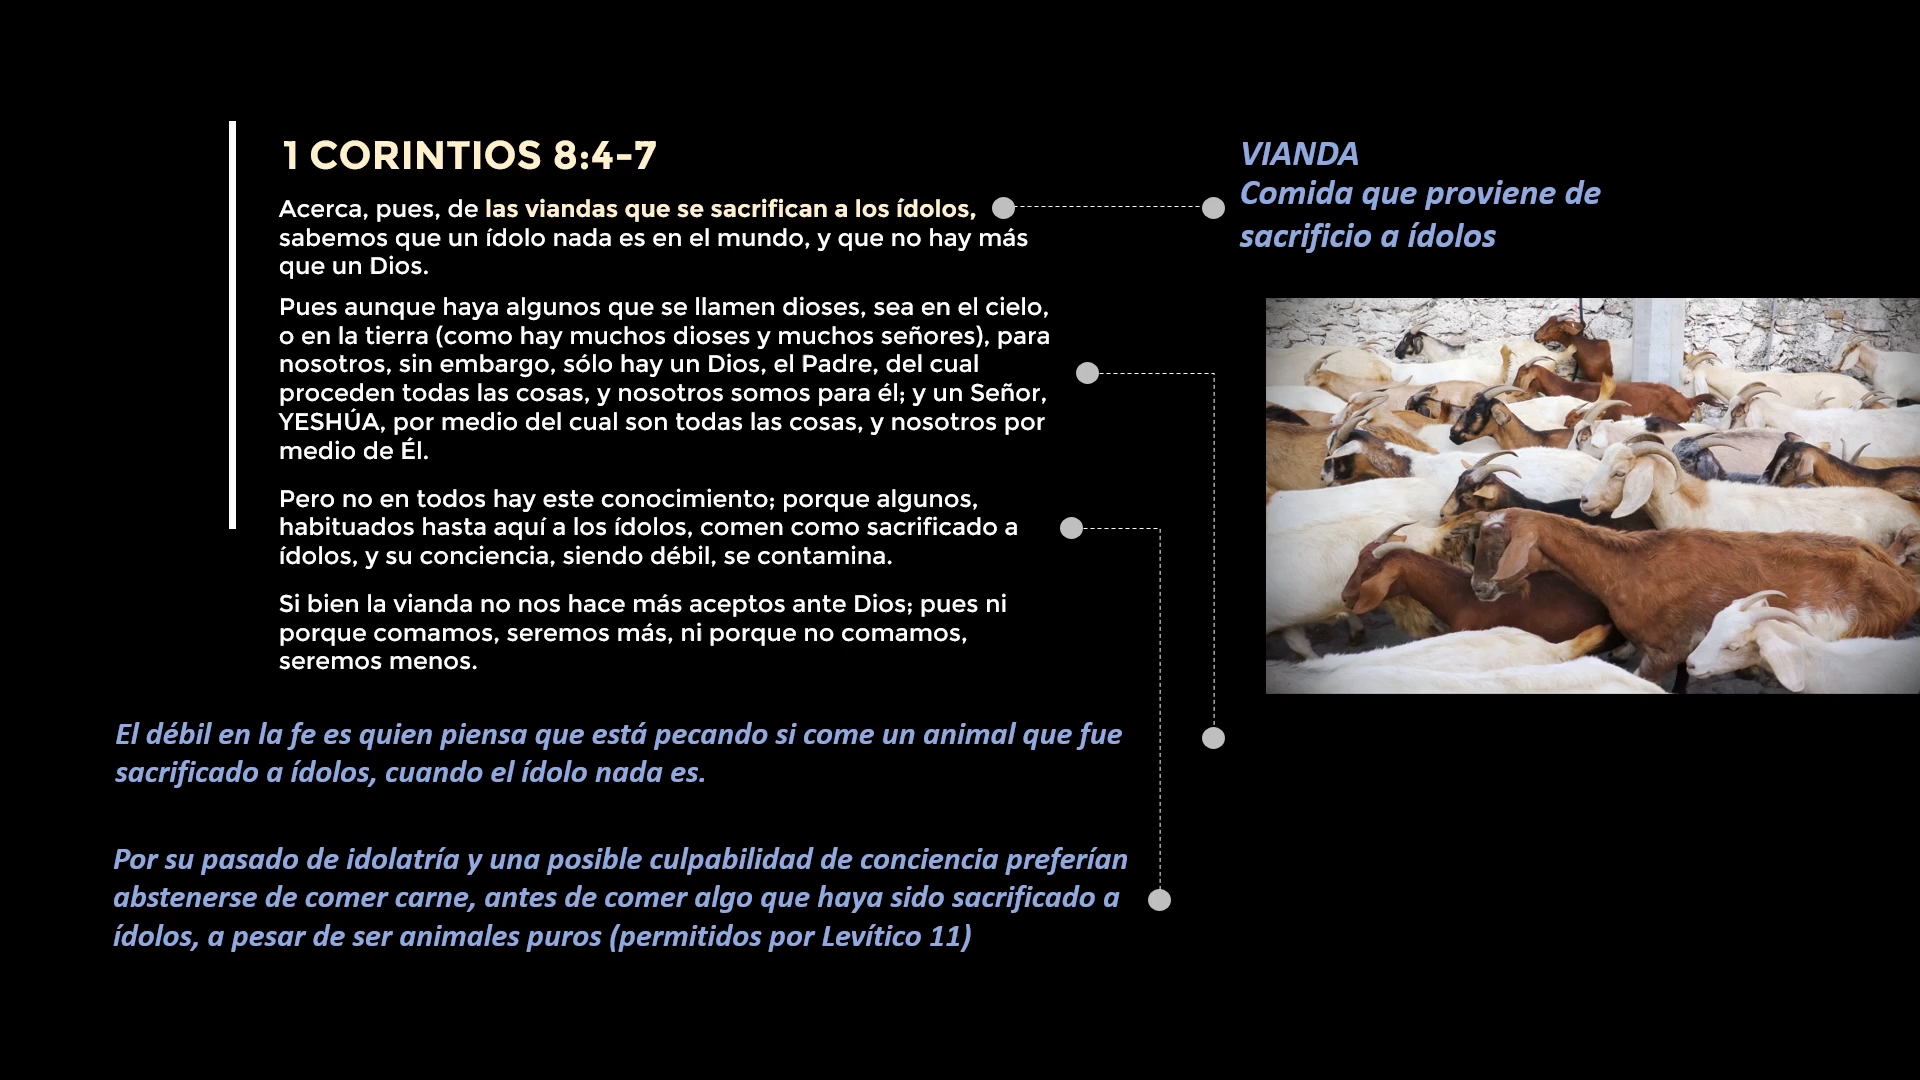 1 CORINTIOS 8:4-7
Acerca, pues, de las viandas que se sacrifican a los ídolos,
sabemos que un ídolo nada es en el mundo, y que no hay más
que un Dios.
Pues aunque haya algunos que se llamen dioses, sea en el cielo,
o en la tierra (como hay muchos dioses y muchos señores), para
nosotros, sin embargo, sólo hay un Dios, el Padre, del cual
proceden todas las cosas, y nosotros somos para él; y un Señor,
YESHÚA, por medio del cual son todas las cosas, y nosotros por
medio de Él.
Pero no en todos hay este conocimiento; porque algunos,
habituados hasta aquí a los ídolos, comen como sacrificado a
ídolos, y su conciencia, siendo débil, se contamina.
Si bien la vianda no nos hace más aceptos ante Dios; pues ni
porque comamos, seremos más, ni porque no comamos,
seremos menos.
VIANDA
Comida que proviene de
sacrificio a ídolos
El débil en la fe es quien piensa que está pecando si come un animal que fue
sacrificado a ídolos, cuando el ídolo nada es.
Por su pasado de idolatría y una posible culpabilidad de conciencia preferían
abstenerse de comer carne, antes de comer algo que haya sido sacrificado a
ídolos, a pesar de ser animales puros (permitidos por Levítico 11)